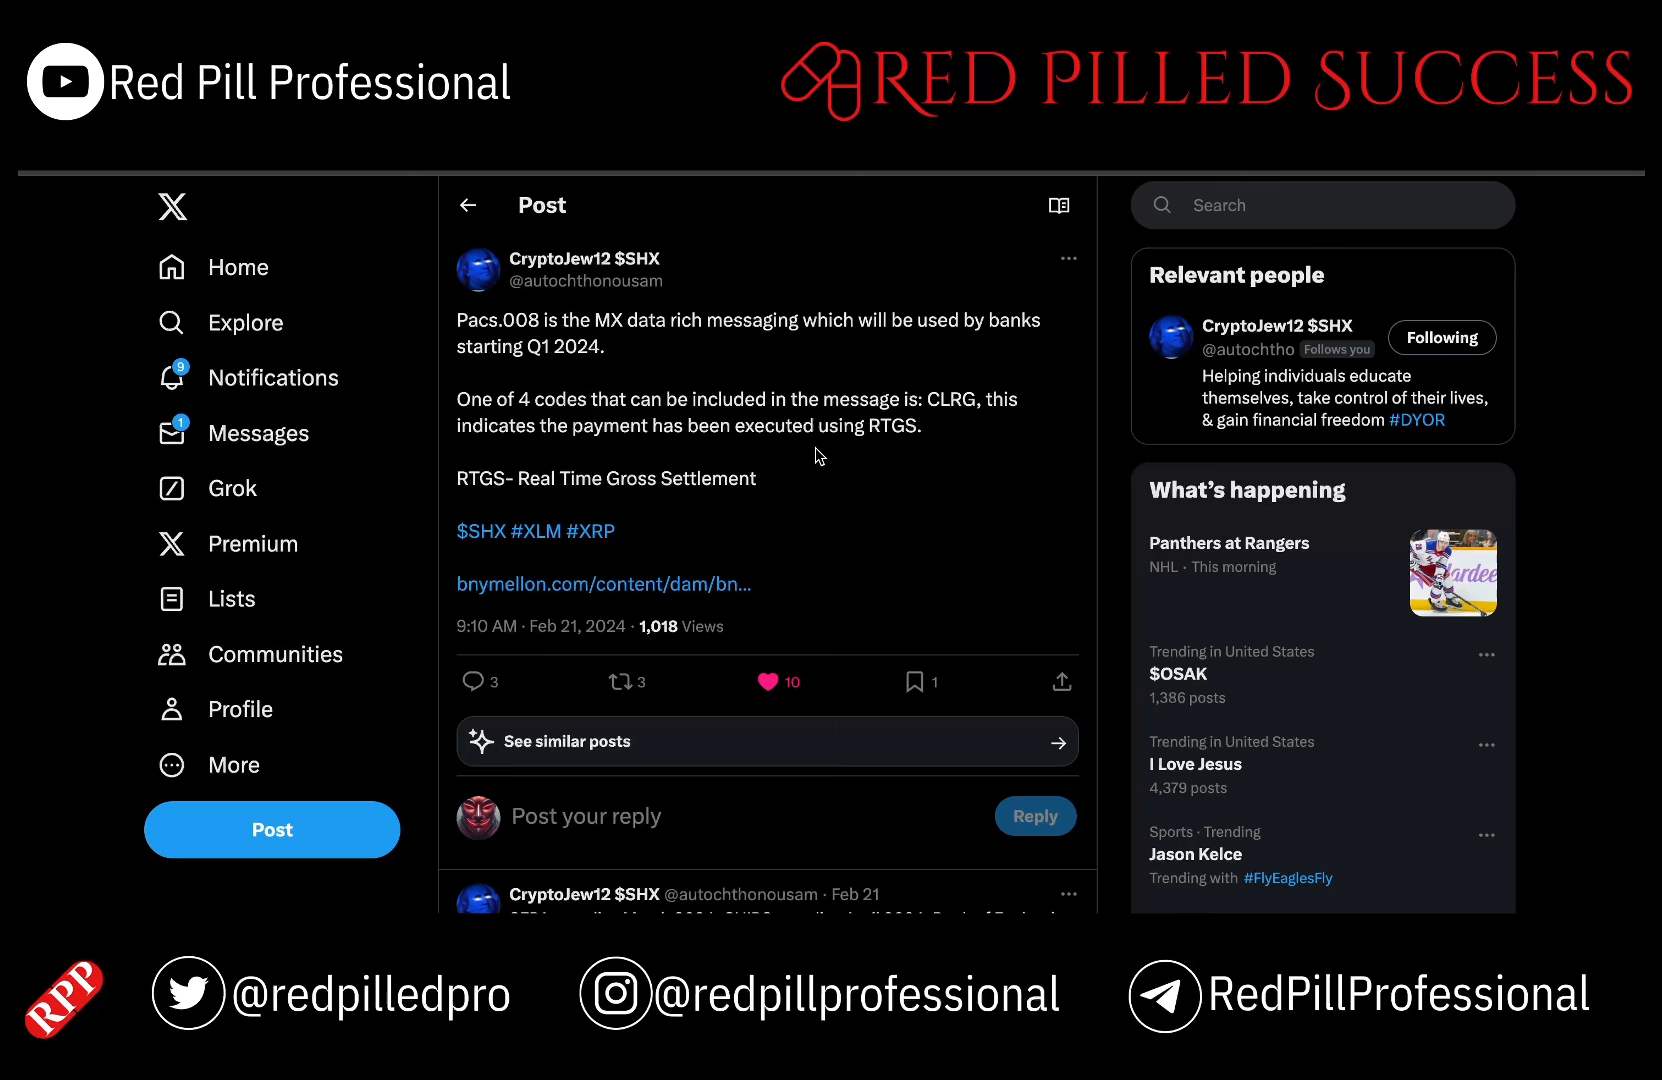 Red Pill Professional
RED PILLED SUCCESS
Home
Explore
9
Notifications
1
Messages
Grok
Premium
Lists
Communities
Profile
More
Post
Post
CryptoJew12 $SHX
@autochthonousam
Pacs.008 is the MX data rich messaging which will be used by banks
starting Q1 2024.
One of 4 codes that can be included in the message is: CLRG, this
indicates the payment has been executed using RTGS.
RTGS- Real Time Gross Settlement
$SHX #XLM #XRP
bnymellon.com/content/dam/bn...
9:10 AM · Feb 21, 2024 · 1,018 Views
3 3 10 1
See similar posts
Post your reply
Reply
CryptoJew12 $SHX @autochthonousam · Feb 21
Search
Relevant people
CryptoJew12 $SHX
@autochtho Follows you
Following
Helping individuals educate
themselves, take control of their lives,
& gain financial freedom #DYOR
What's happening
Panthers at Rangers
NHL · This morning
Trending in United States
$OSAK
1,386 posts
Trending in United States
I Love Jesus
4,379 posts
Sports · Trending
Jason Kelce
Trending with #FlyEaglesFly
RPP
@redpilledpro
@redpillprofessional
RedPillProfessional